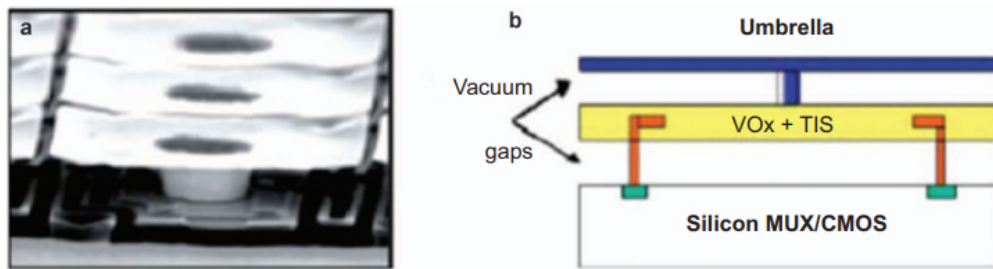 a
b
Umbrella
Vacuum
gaps
VOx + TIS
Silicon MUX/CMOS